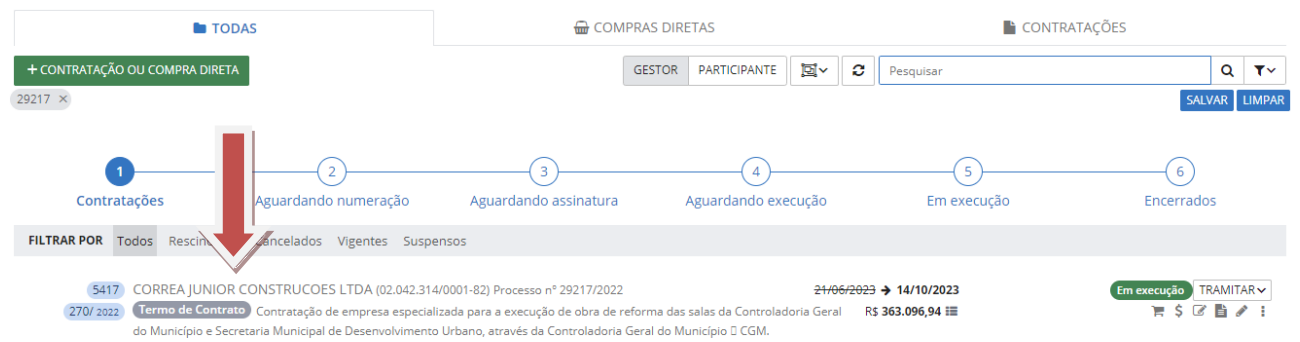 TODAS
COMPRAS DIRETAS
CONTRATAÇÕES
+ CONTRATAÇÃO OU COMPRA DIRETA
GESTOR PARTICIPANTE
Pesquisar
29217 ×
SALVAR LIMPAR
1 2 3 4 5 6
Contratações Aguardando numeração Aguardando assinatura Aguardando execução Em execução Encerrados
FILTRAR POR Todos Cancelados Vigentes Suspensos
5417 CORREA JUNIOR CONSTRUCOES LTDA (02.042.314/0001-82) Processo nº 29217/2022 21/06/2023 → 14/10/2023 Em execução TRAMITAR
270/ 2022 Termo de Contrato Contratação de empresa especializada para a execução de obra de reforma das salas da Controladoria Geral R$ 363.096,94
do Município e Secretaria Municipal de Desenvolvimento Urbano, através da Controladoria Geral do Município ▯ CGM.